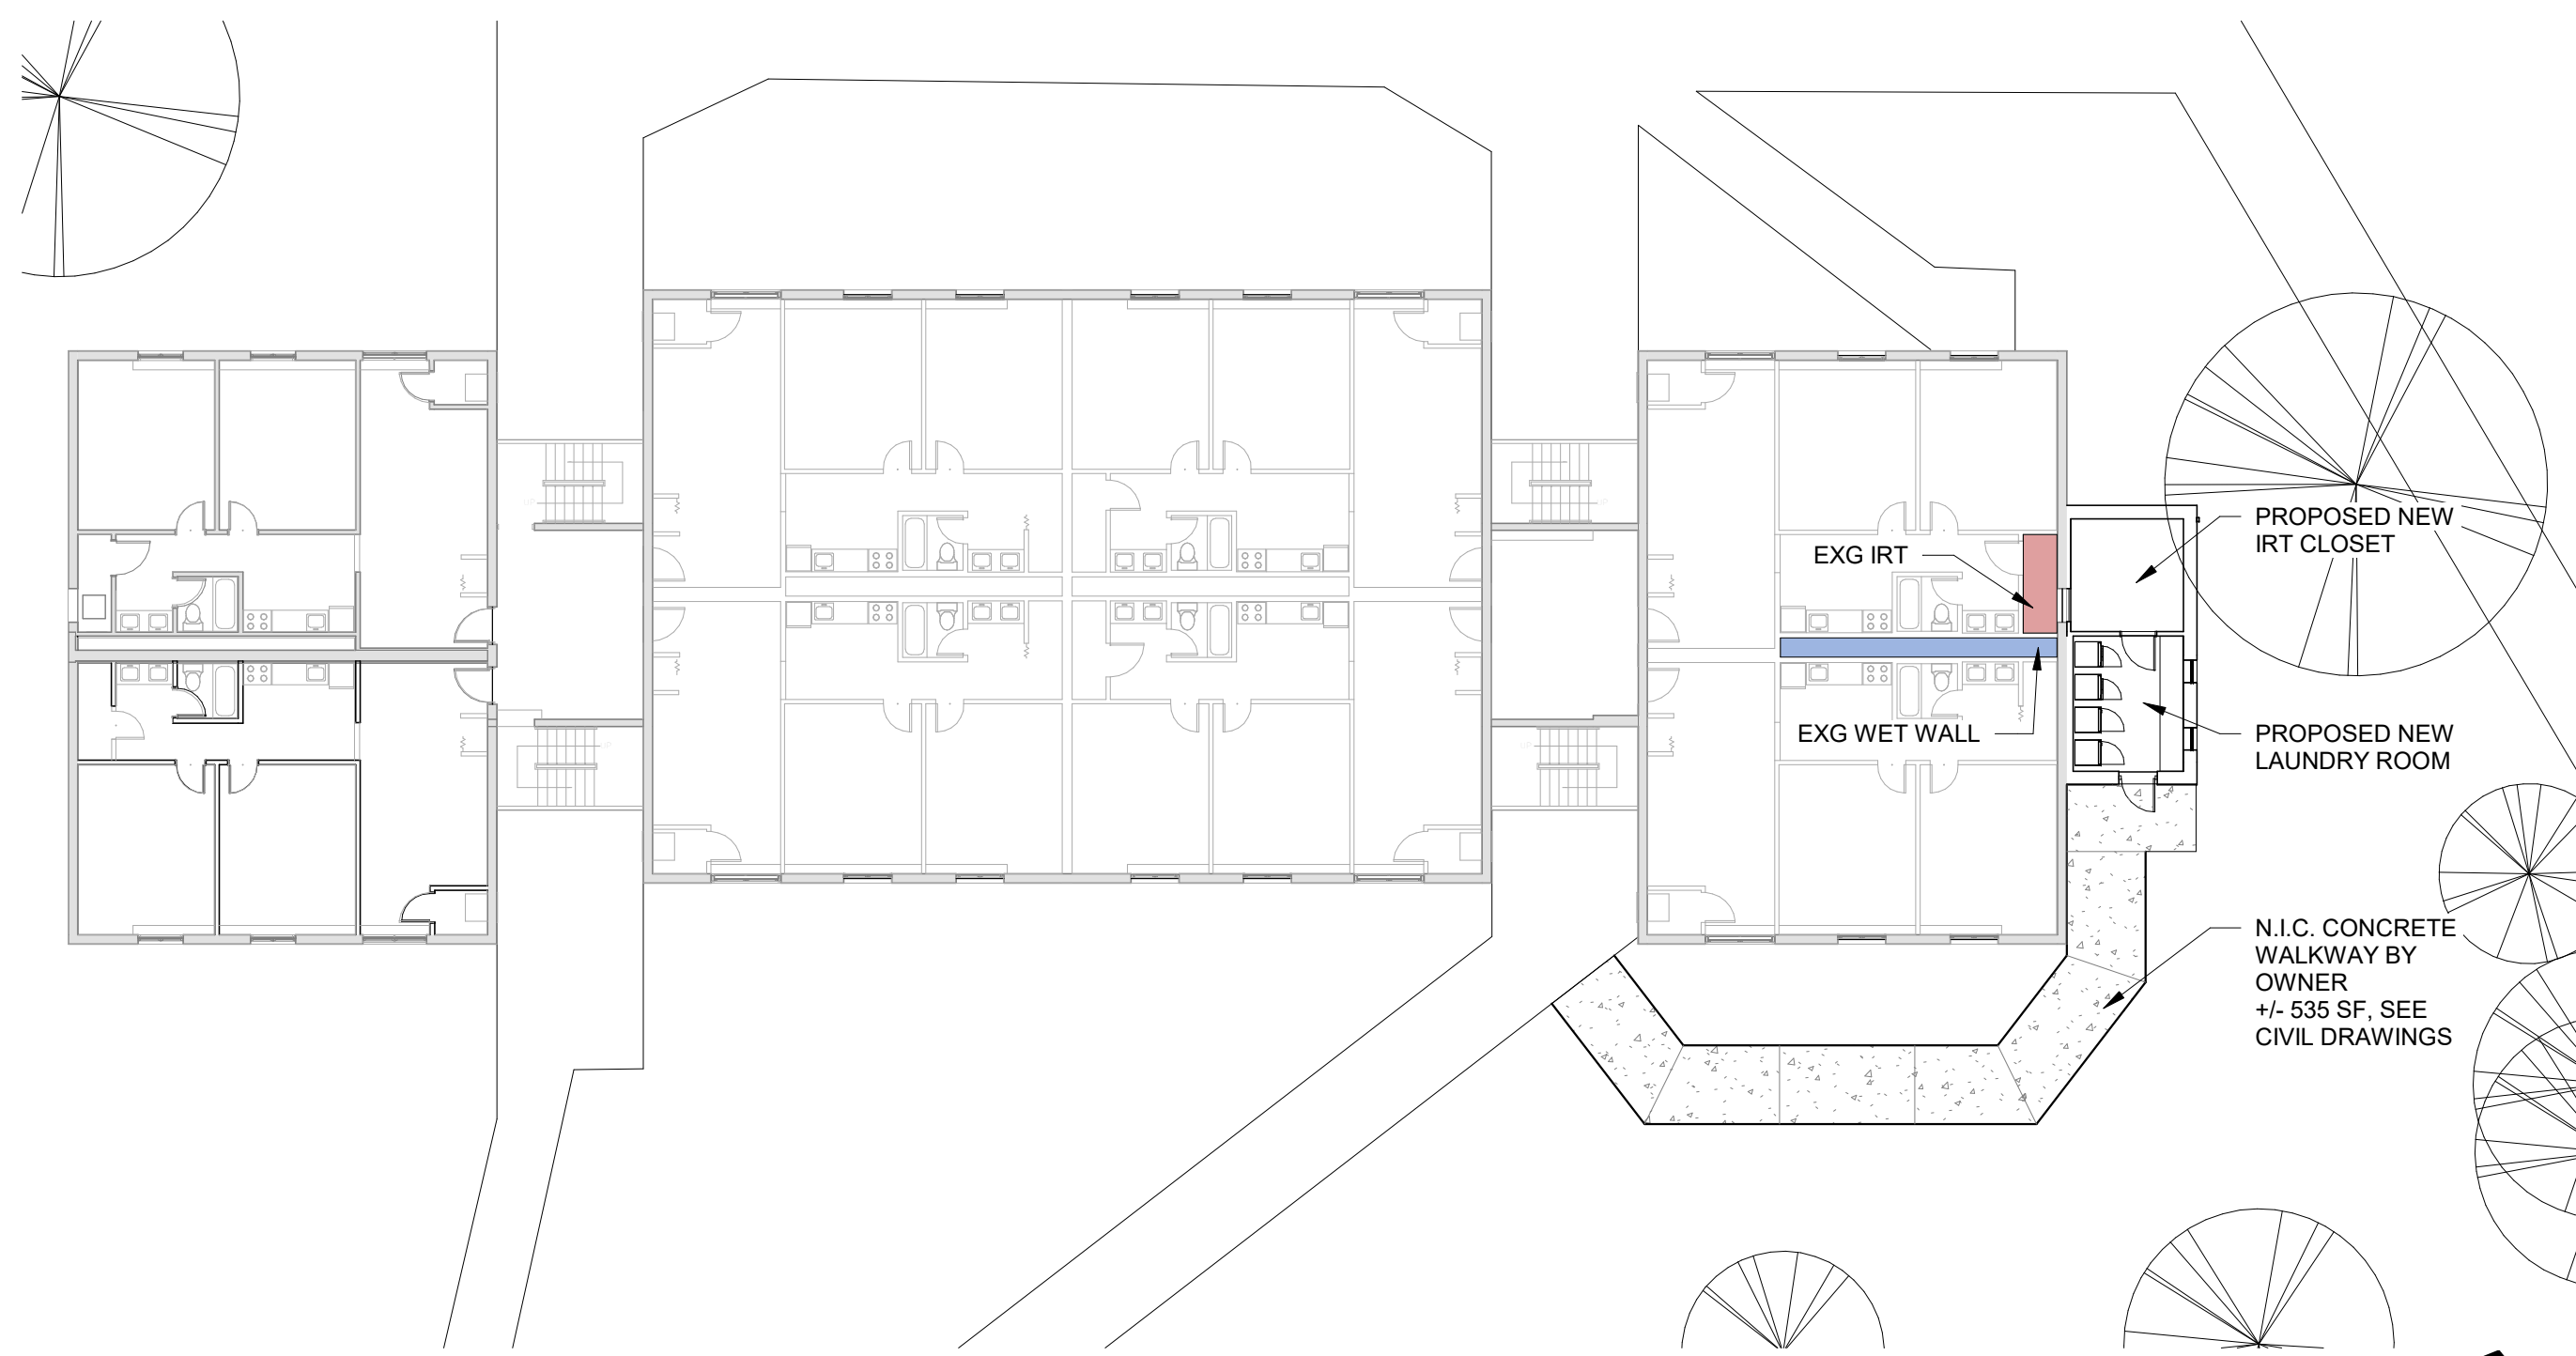 PROPOSED NEW
IRT CLOSET
EXG IRT
EXG WET WALL
PROPOSED NEW
LAUNDRY ROOM
N.I.C. CONCRETE
WALKWAY BY
OWNER
+/- 535 SF, SEE
CIVIL DRAWINGS